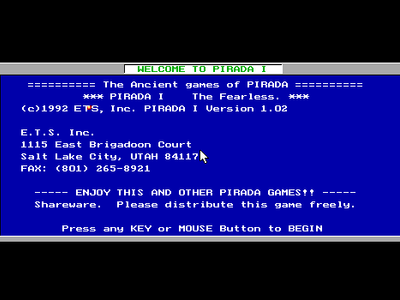 WELCOME TO PIRADA I
========== The Ancient games of PIRADA ==========
*** PIRADA I    The Fearless. ***
(c)1992 ETS, Inc. PIRADA I Version 1.02
E.T.S. Inc.
1115 East Brigadoon Court
Salt Lake City, UTAH 84117
FAX: (801) 265-8921
----- ENJOY THIS AND OTHER PIRADA GAMES!! -----
Shareware.  Please distribute this game freely.
Press any KEY or MOUSE Button to BEGIN